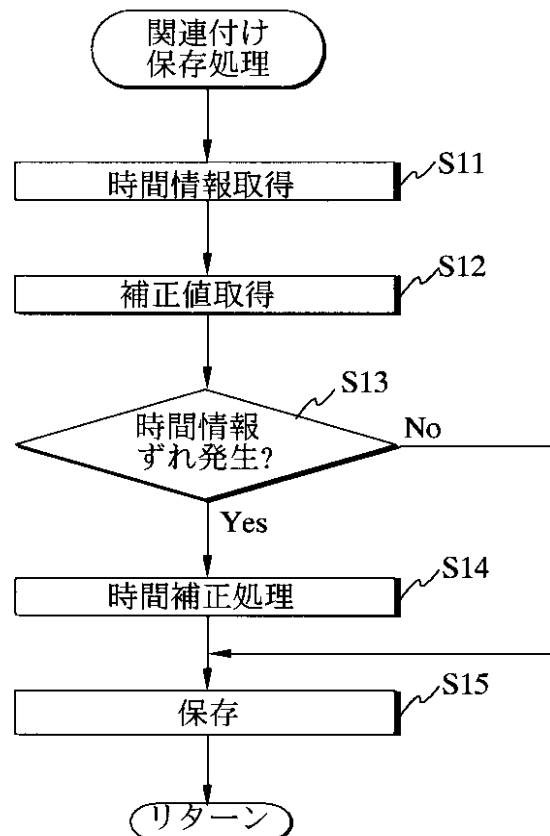 関連付け
保存処理
S11
時間情報取得
S12
補正値取得
S13
時間情報
ずれ発生?
No
Yes
S14
時間補正処理
S15
保存
リターン